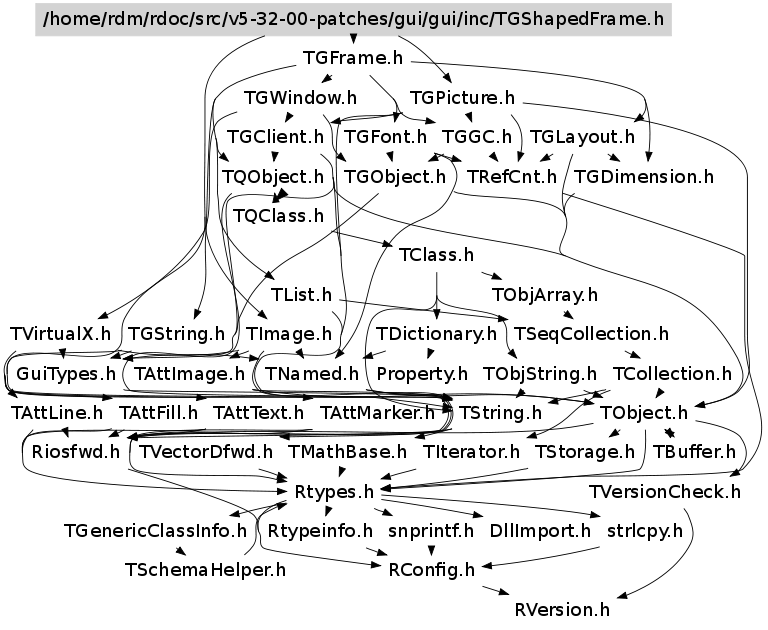 /home/rdm/rdoc/src/v5-32-00-patches/gui/gui/inc/TGShapedFrame.h
TGFrame.h
TGWindow.h TGPicture.h
TGClient.h TGFont.h TGGC.h TGLayout.h
TQObject.h TGObject.h TRefCnt.h TGDimension.h
TQClass.h
TClass.h
TList.h TObjArray.h
TVirtualX.h TGString.h TImage.h TDictionary.h TSeqCollection.h
GuiTypes.h TAttImage.h TNamed.h Property.h TObjString.h TCollection.h
TAttLine.h TAttFill.h TAttText.h TAttMarker.h TString.h TObject.h
Riosfwd.h TVectorDfwd.h TMathBase.h TIterator.h TStorage.h TBuffer.h
Rtypes.h TVersionCheck.h
TGenericClassInfo.h Rtypeinfo.h snprintf.h DllImport.h strlcpy.h
TSchemaHelper.h RConfig.h
RVersion.h